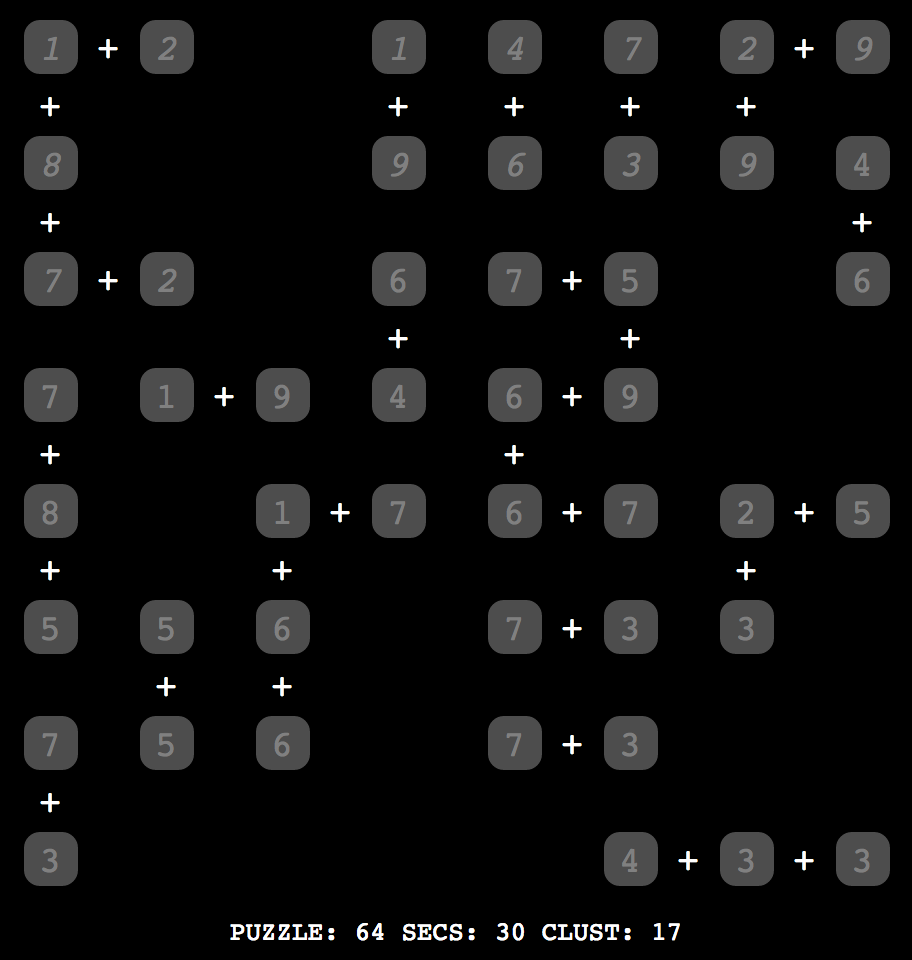 1 + 2 1 4 7 2 + 9
+ + + + +
8 9 6 3 9 4
+ +
7 + 2 6 7 + 5 6
+ +
7 1 + 9 4 6 + 9
+ +
8 1 + 7 6 + 7 2 + 5
+ + +
5 5 6 7 + 3 3
+ +
7 5 6 7 + 3
+
3 4 + 3 + 3
PUZZLE: 64 SECS: 30 CLUST: 17